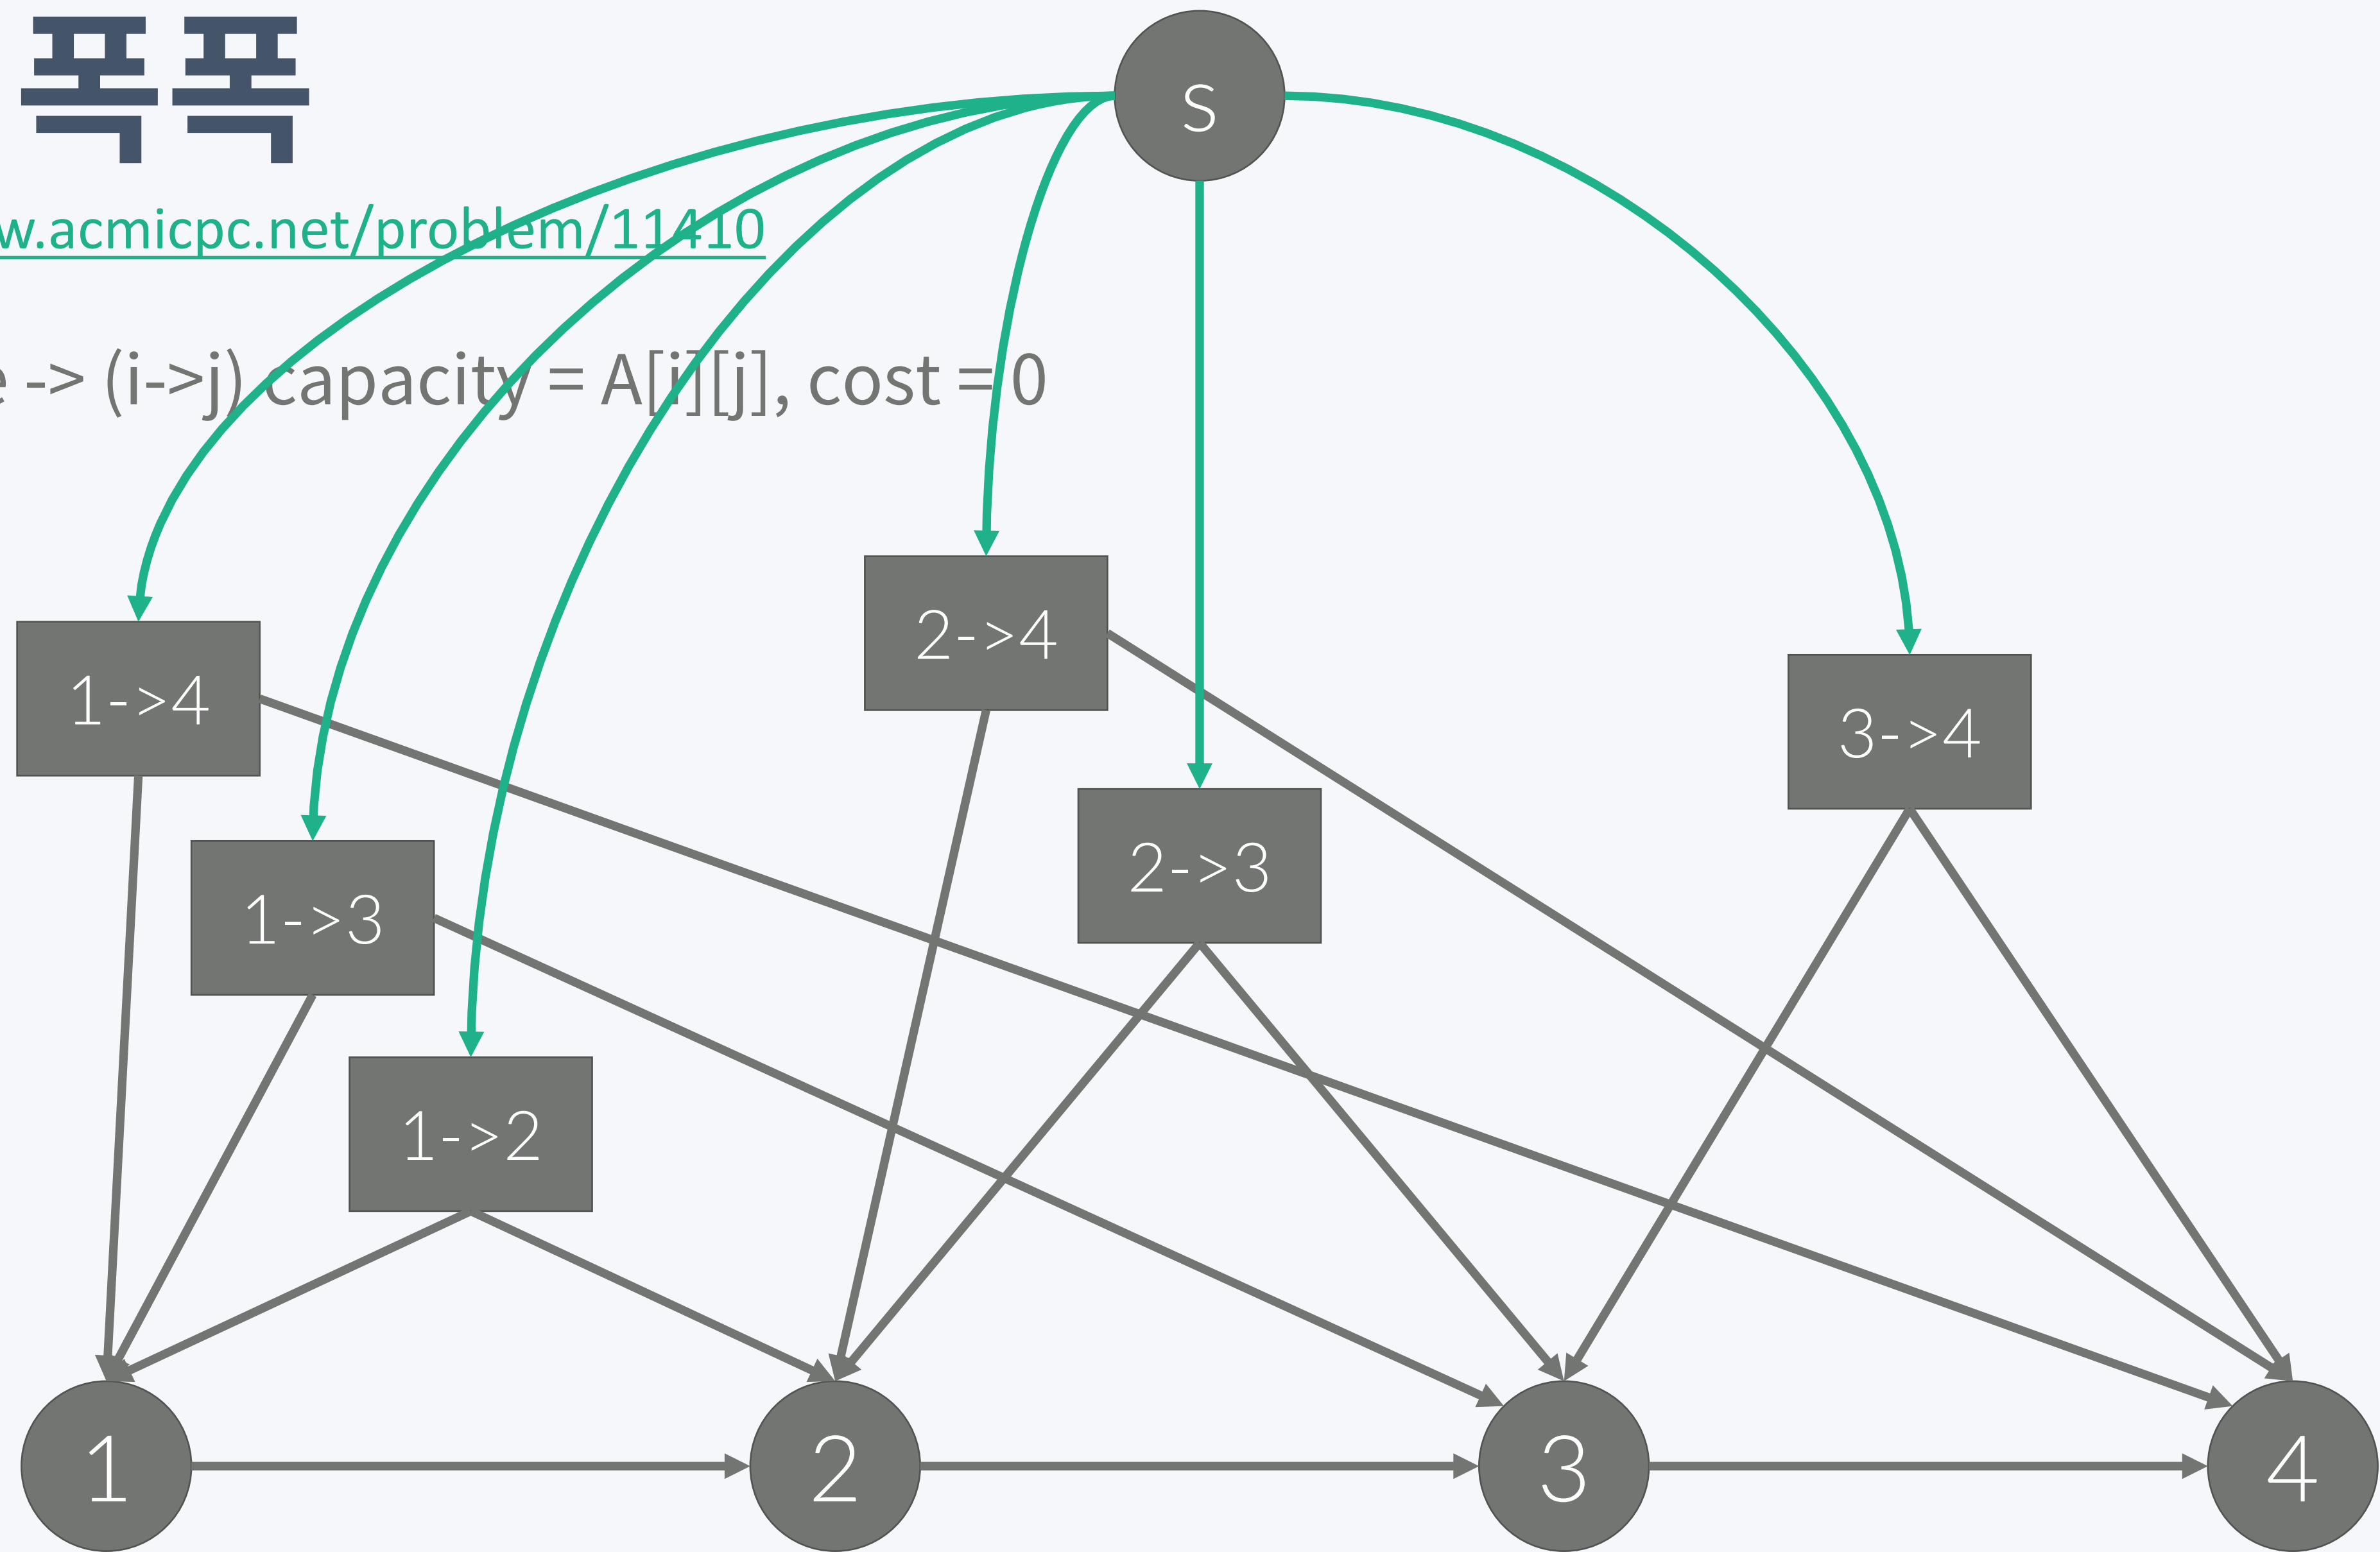 폭폭
w.acmicpc.net/problem/11410
-> (i->j) capacity = A[i][j], cost = 0
S
2->4
1->4
3->4
2->3
1->3
1->2
1
2
3
4